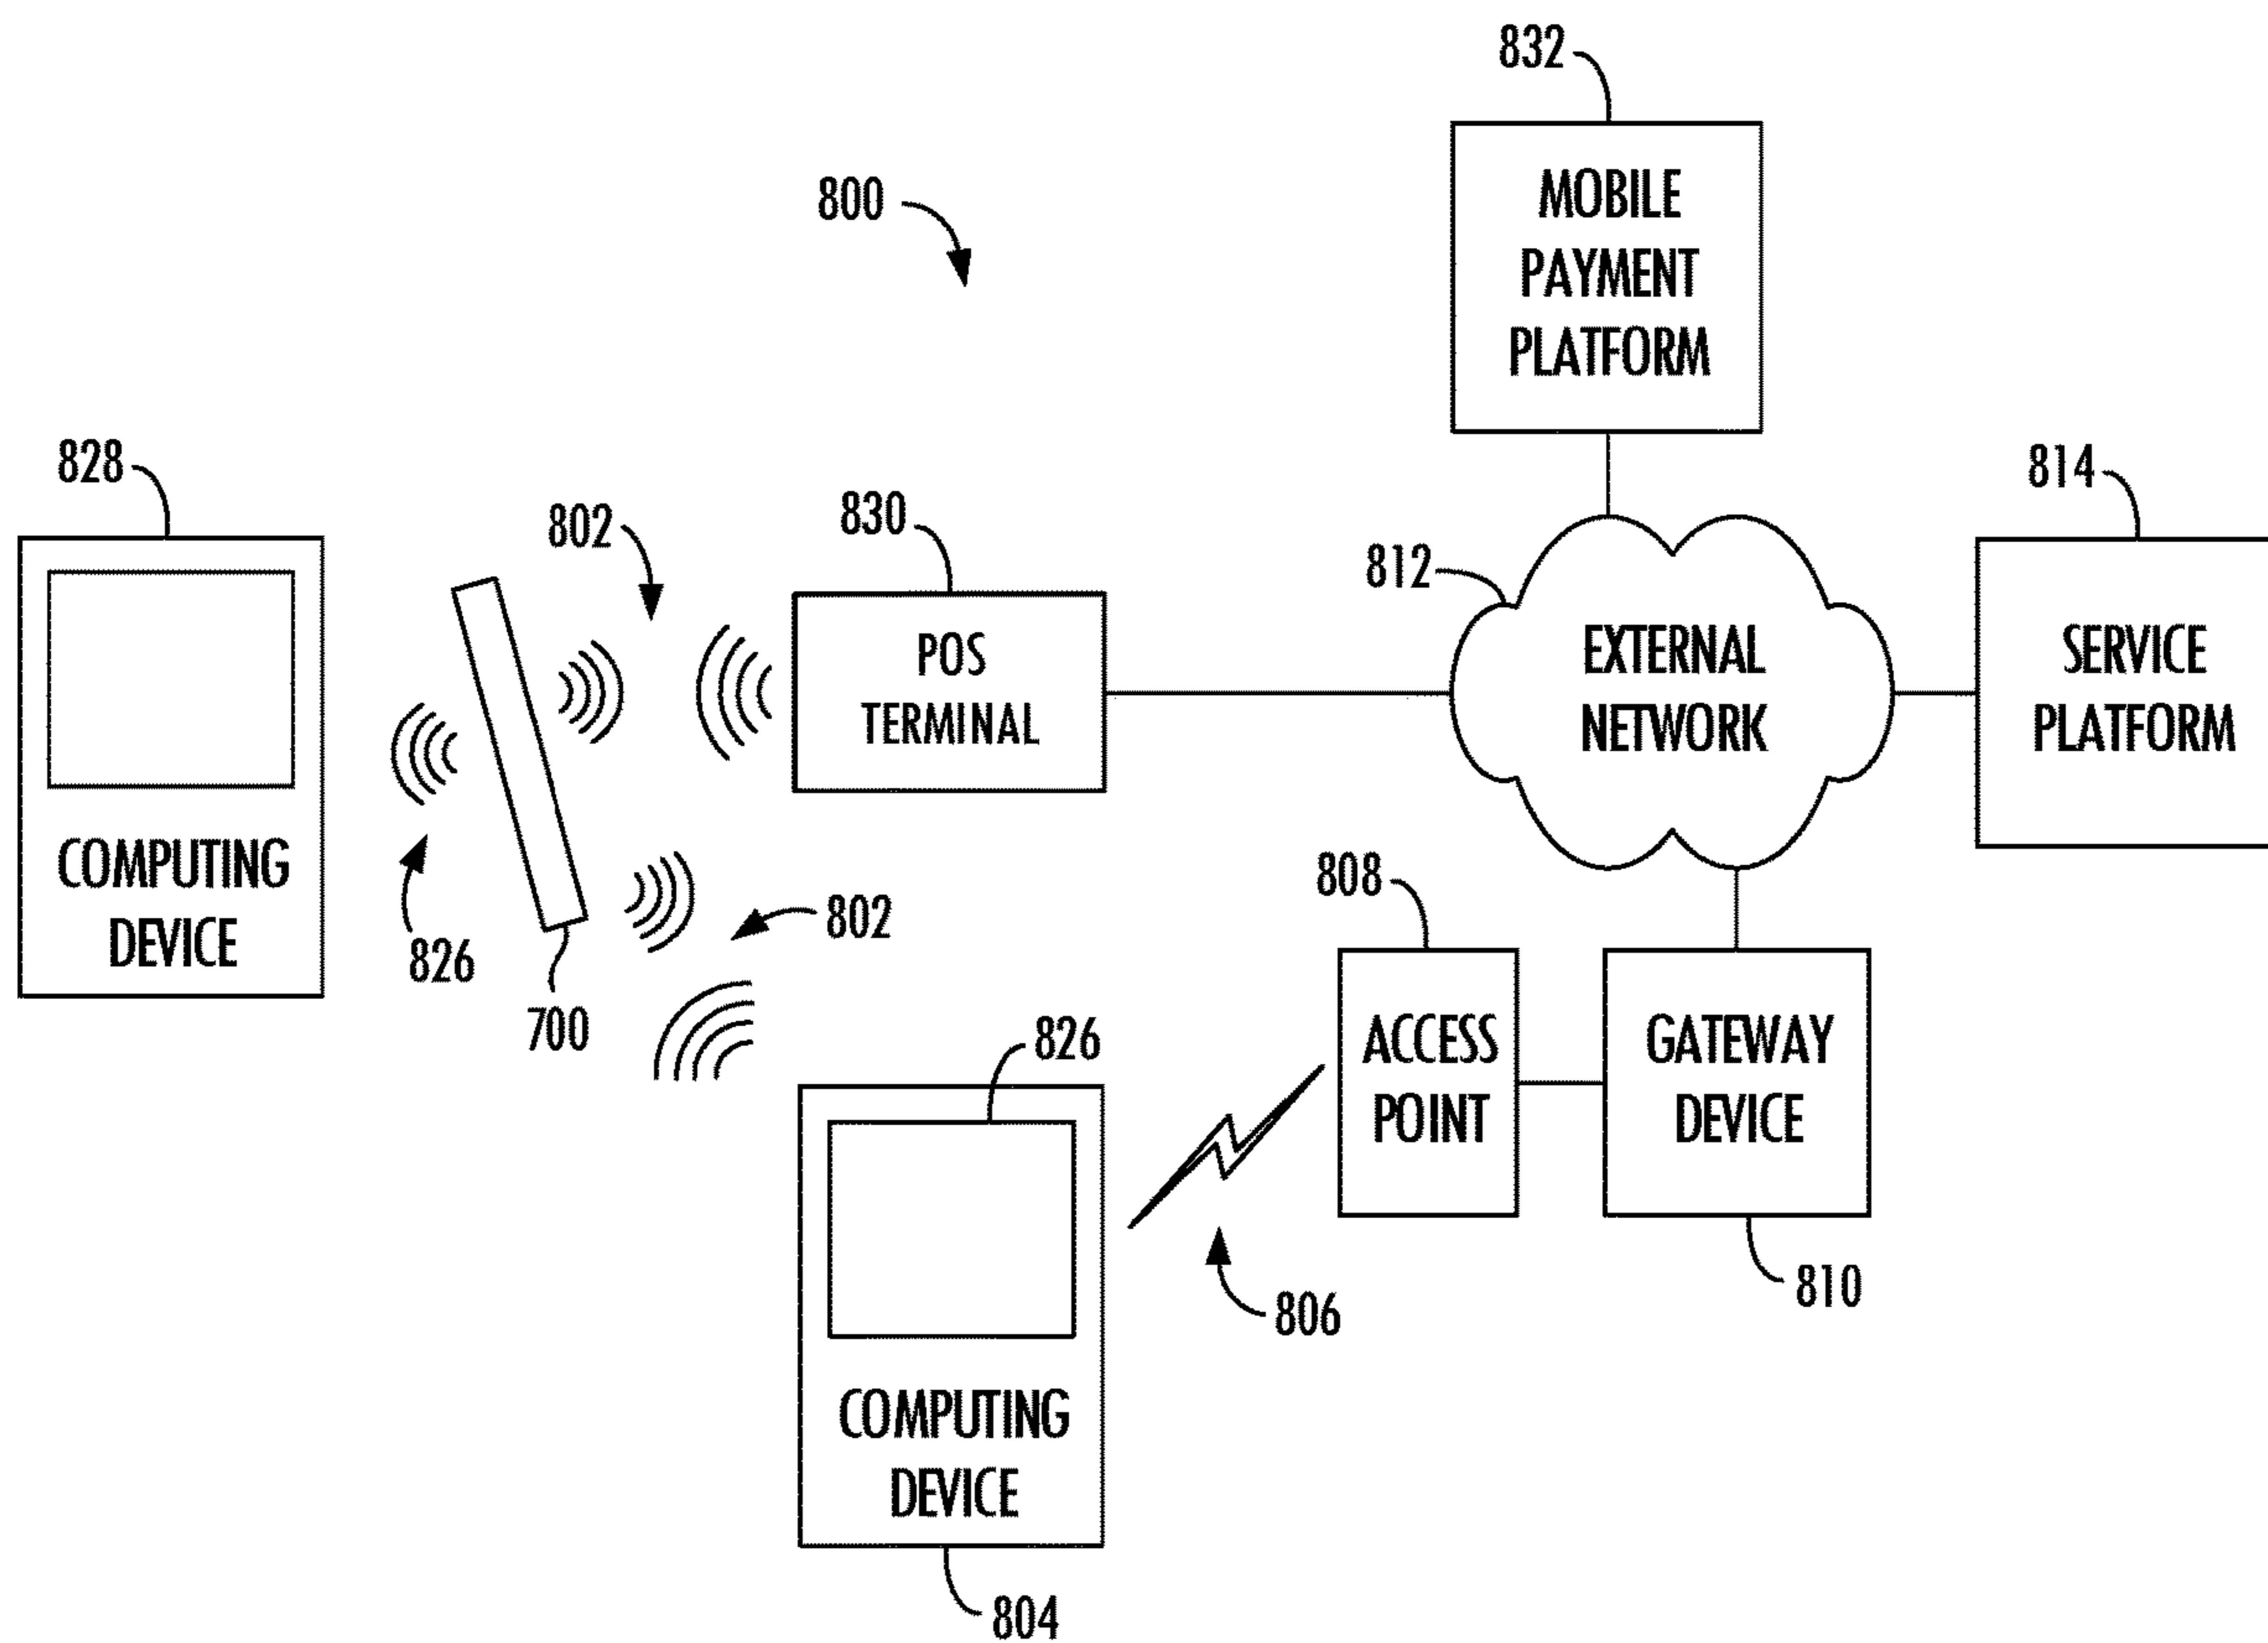 832
MOBILE
PAYMENT
PLATFORM
800
828
802
830
812
814
POS
TERMINAL
EXTERNAL
NETWORK
SERVICE
PLATFORM
COMPUTING
DEVICE
826
700
802
808
ACCESS
POINT
GATEWAY
DEVICE
826
806
810
COMPUTING
DEVICE
804